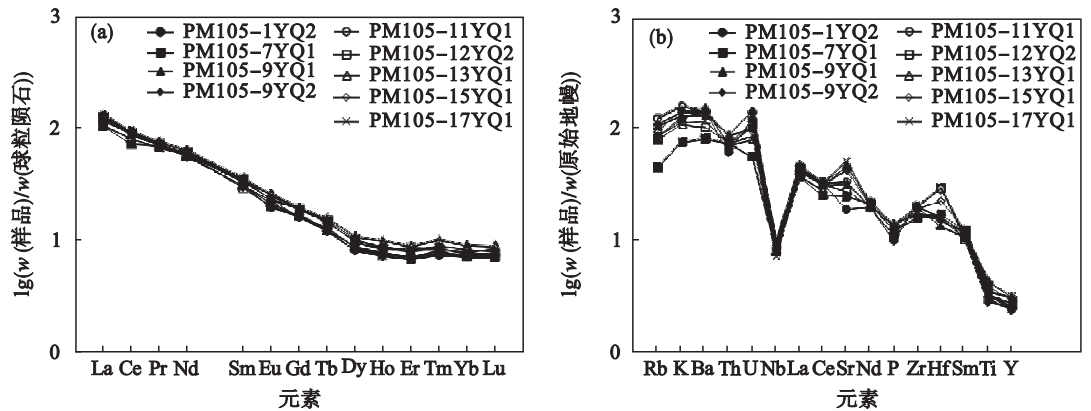 lg(w (样品)/w(球粒陨石))
3
2
1
0
(a)
PM105-1YQ2
PM105-7YQ1
PM105-9YQ1
PM105-9YQ2
PM105-11YQ1
PM105-12YQ2
PM105-13YQ1
PM105-15YQ1
PM105-17YQ1
La Ce Pr Nd Sm Eu Gd Tb Dy Ho Er Tm Yb Lu
元素
lg(w (样品)/w(原始地幔))
3
2
1
0
(b)
PM105-1YQ2
PM105-7YQ1
PM105-9YQ1
PM105-9YQ2
PM105-11YQ1
PM105-12YQ2
PM105-13YQ1
PM105-15YQ1
PM105-17YQ1
Rb K Ba Th U Nb La Ce Sr Nd P Zr Hf Sm Ti Y
元素